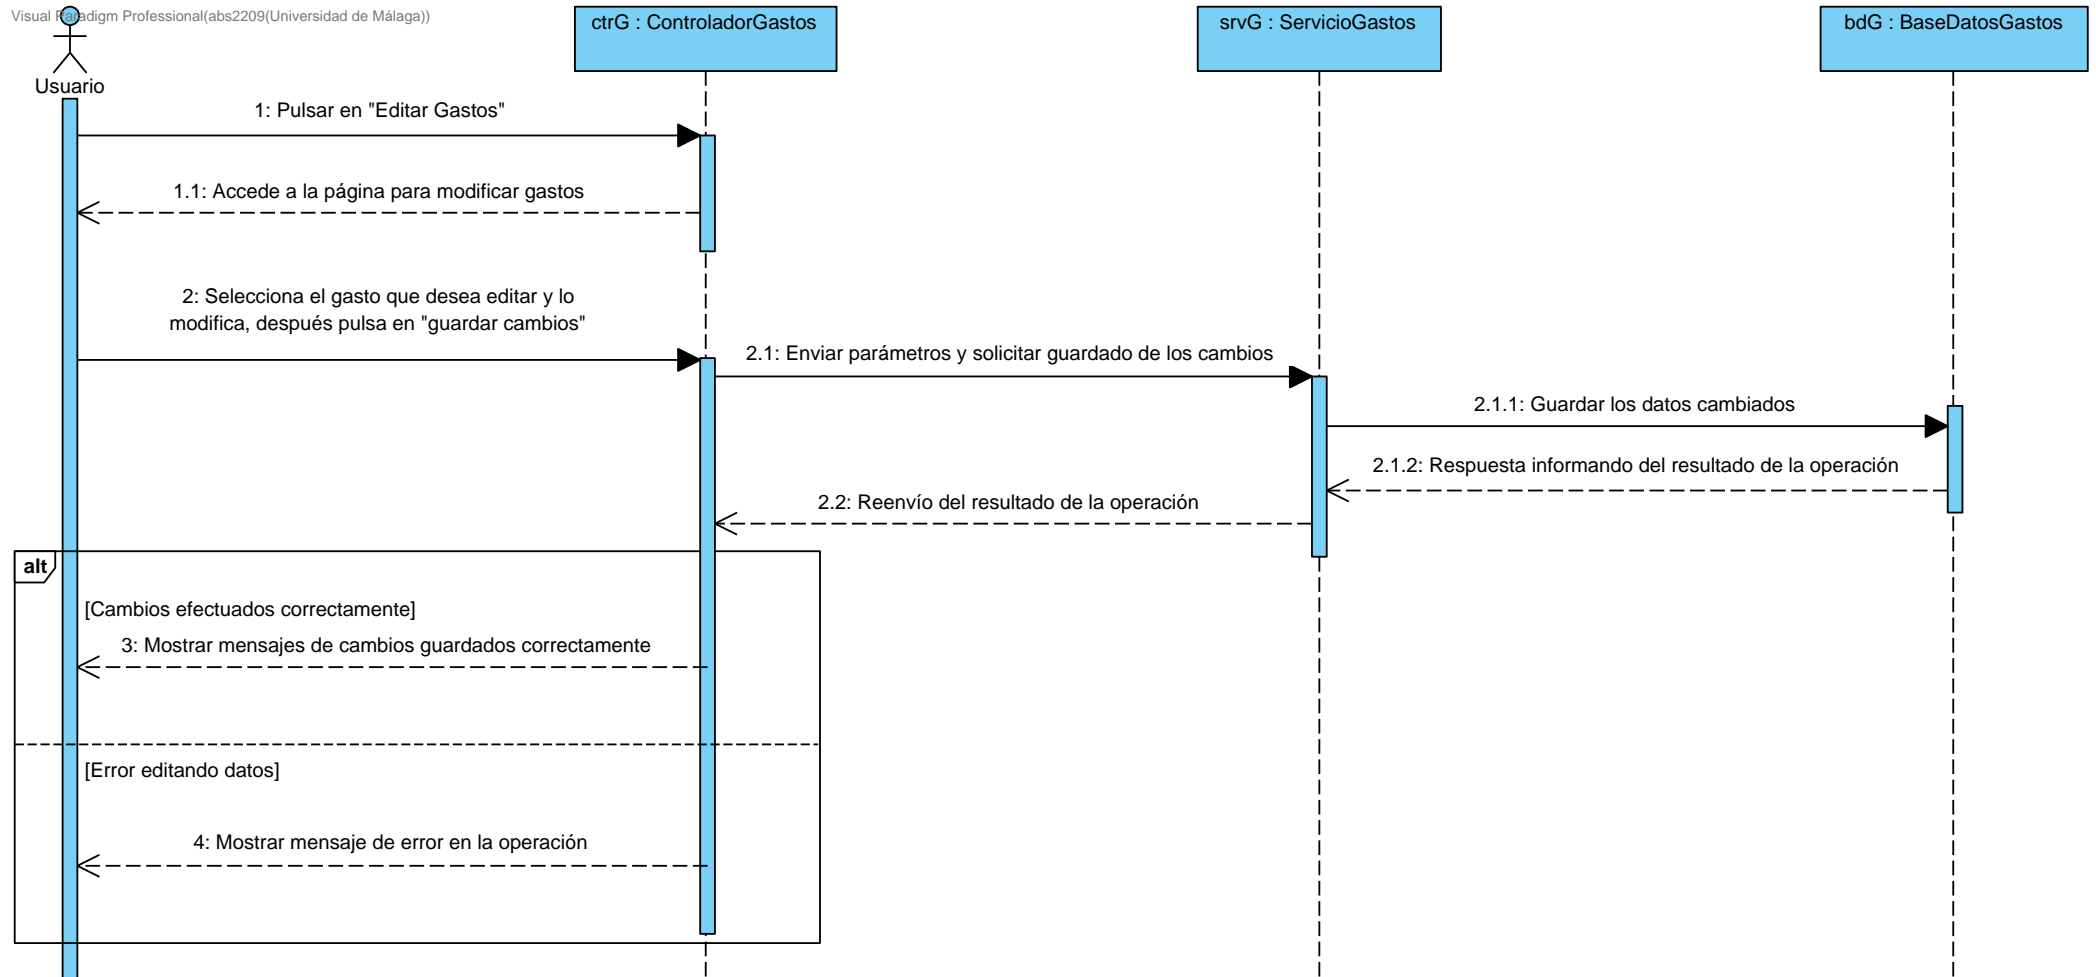 Visual Paradigm Professional(abs2209(Universidad de Málaga))
Usuario
ctrG : ControladorGastos
srvG : ServicioGastos
bdG : BaseDatosGastos
1: Pulsar en "Editar Gastos"
1.1: Accede a la página para modificar gastos
2: Selecciona el gasto que desea editar y lo
modifica, después pulsa en "guardar cambios"
2.1: Enviar parámetros y solicitar guardado de los cambios
2.1.1: Guardar los datos cambiados
2.1.2: Respuesta informando del resultado de la operación
2.2: Reenvío del resultado de la operación
alt
[Cambios efectuados correctamente]
3: Mostrar mensajes de cambios guardados correctamente
[Error editando datos]
4: Mostrar mensaje de error en la operación